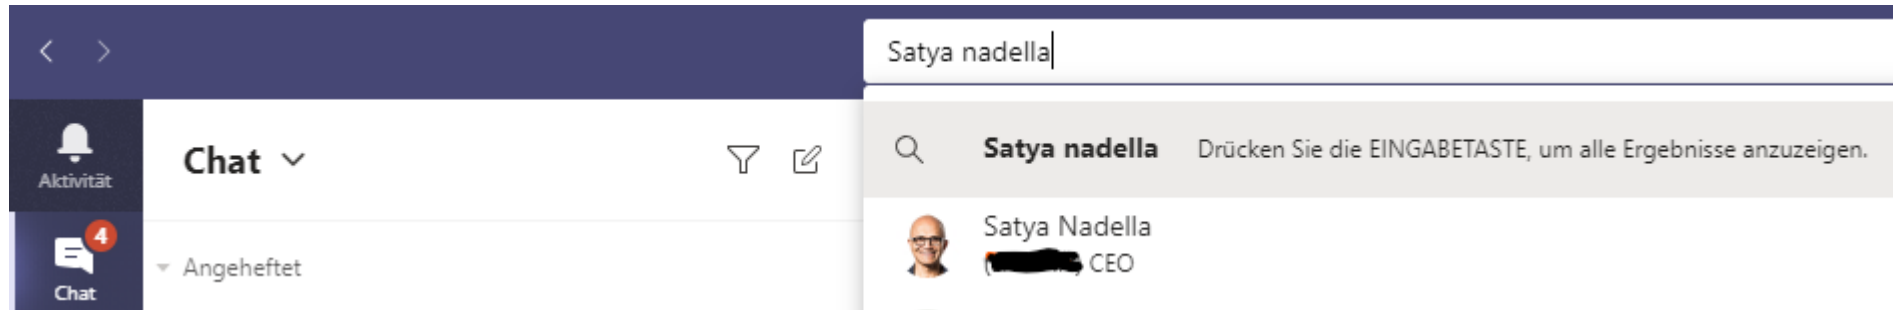 Satya nadella
Satya nadella Drücken Sie die EINGABETASTE, um alle Ergebnisse anzuzeigen.
Satya Nadella
CEO
Aktivität
4
Chat
Chat
Angeheftet